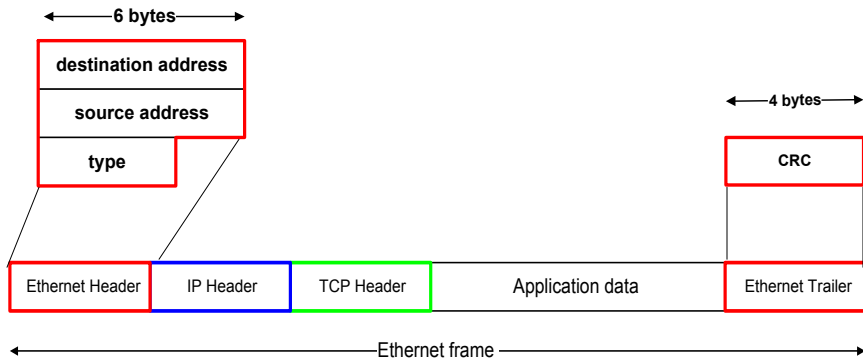 6 bytes
destination address
source address
4 bytes
type
CRC
Ethernet Header
IP Header
TCP Header
Application data
Ethernet Trailer
Ethernet frame